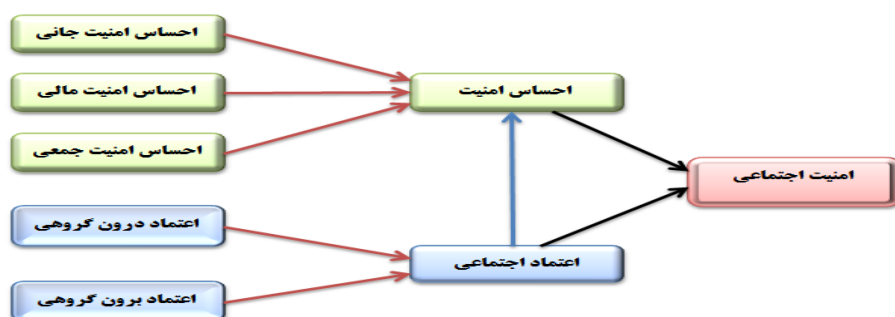 احساس امنیت جانی
احساس امنیت مالی
احساس امنیت
احساس امنیت جمعی
امنیت اجتماعی
اعتماد درون گروهی
اعتماد اجتماعی
اعتماد برون گروهی